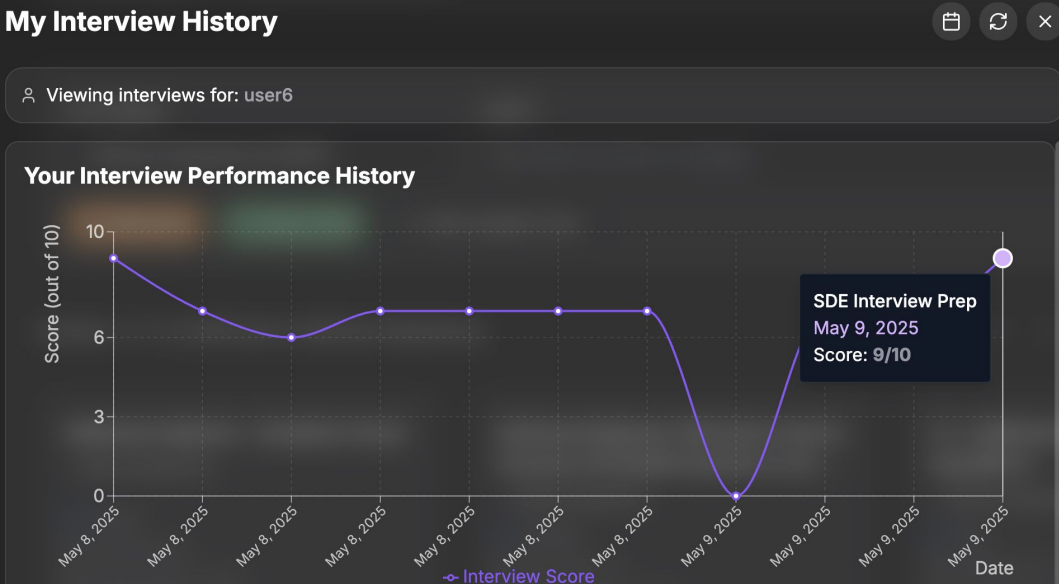 My Interview History
Viewing interviews for: user6
Your Interview Performance History
Score (out of 10)
10
6
3
0
SDE Interview Prep
May 9, 2025
Score: 9/10
May 8, 2025
May 8, 2025
May 8, 2025
May 8, 2025
May 8, 2025
May 8, 2025
May 8, 2025
May 9, 2025
May 9, 2025
May 9, 2025
May 9, 2025
Date
Interview Score